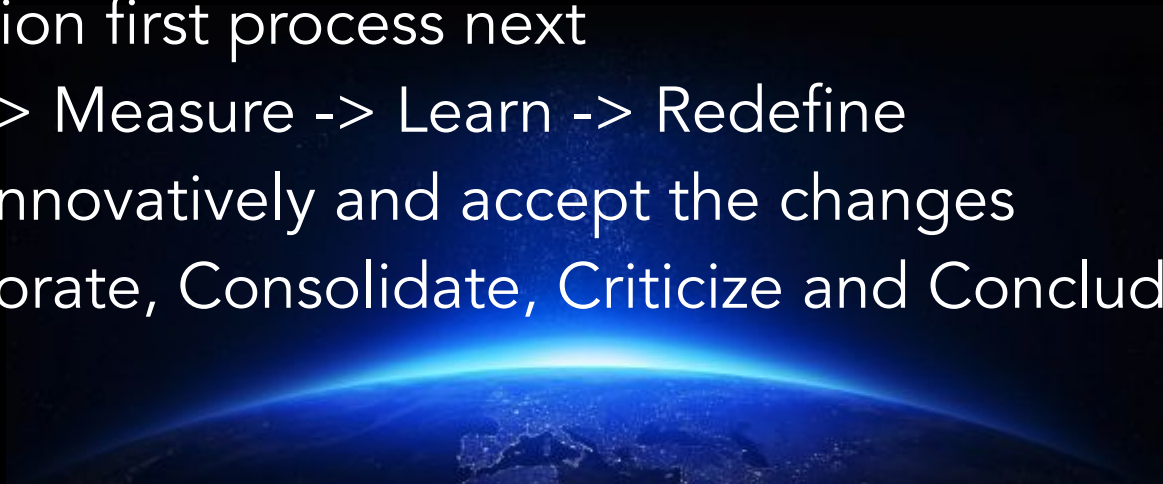 ion first process next
> Measure -> Learn -> Redefine
nnovatively and accept the changes
orate, Consolidate, Criticize and Conclud